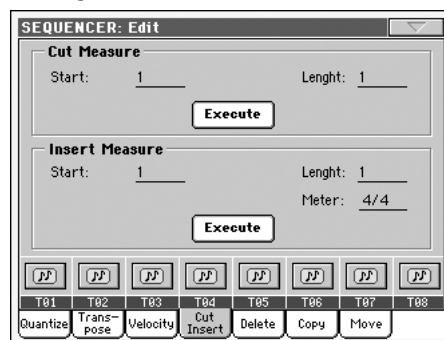 SEQUENCER: Edit
Cut Measure
Start: 1 Lenght: 1
Execute
Insert Measure
Start: 1 Lenght: 1
Meter: 4/4
Execute
T01 T02 T03 T04 T05 T06 T07 T08
Quantize Trans-pose Velocity Cut Insert Delete Copy Move